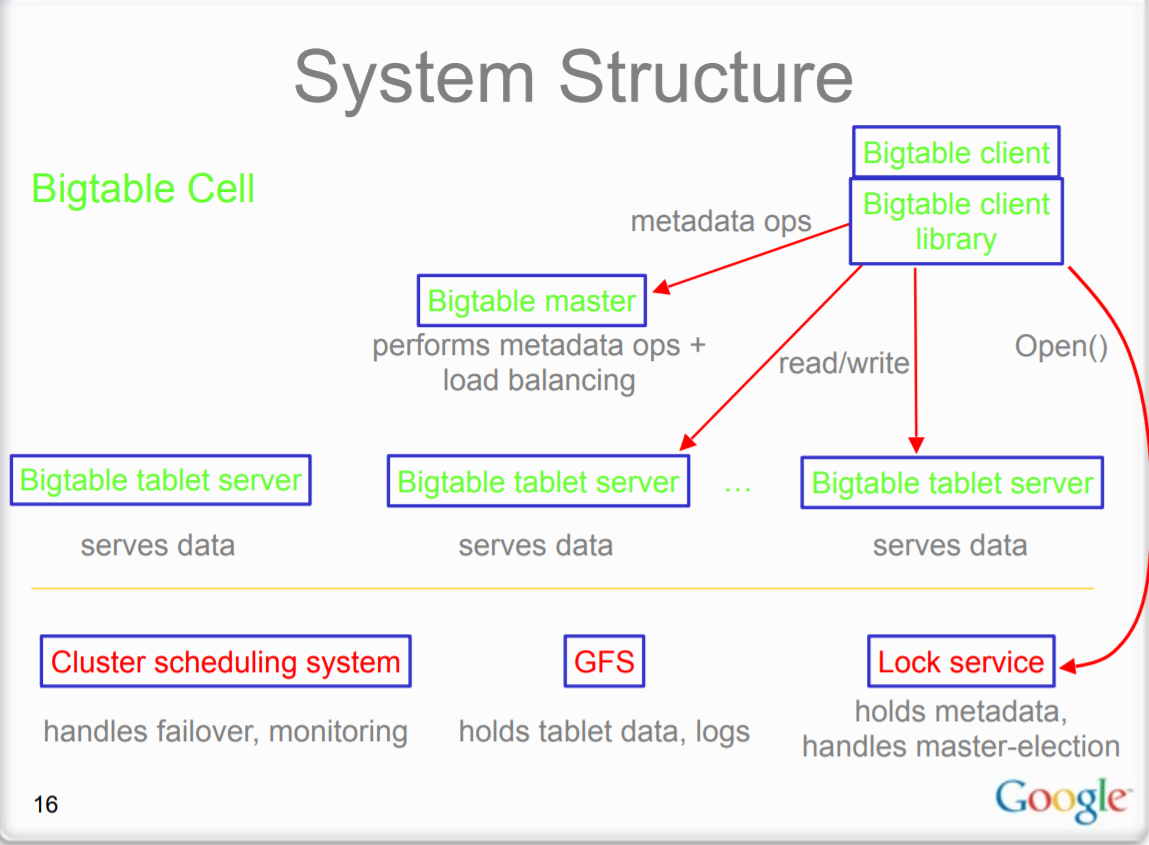 System Structure
Bigtable Cell
Bigtable client
Bigtable client
library
metadata ops
Bigtable master
performs metadata ops +
load balancing
read/write
Open()
Bigtable tablet server
Bigtable tablet server
...
Bigtable tablet server
serves data
serves data
serves data
Cluster scheduling system
GFS
Lock service
handles failover, monitoring
holds tablet data, logs
holds metadata,
handles master-election
16
Google